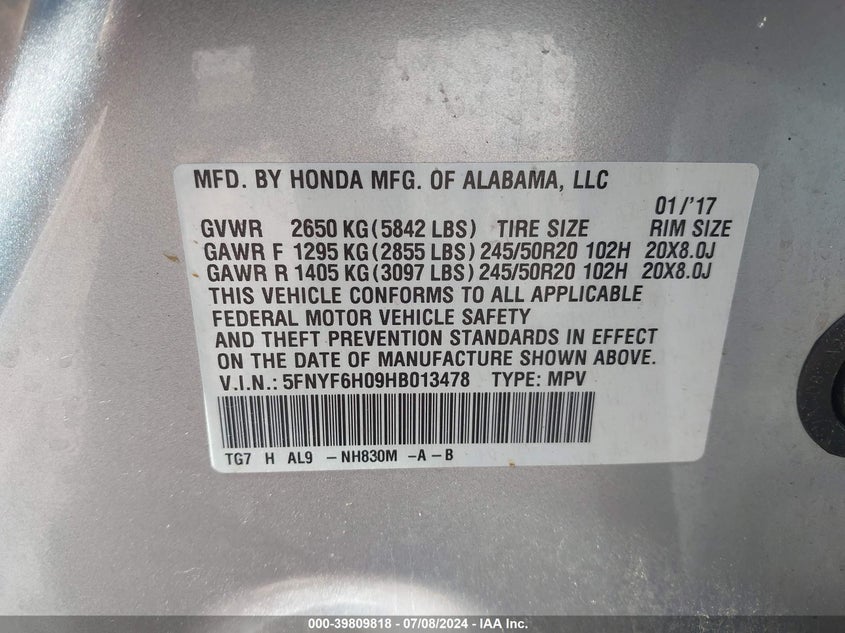 MFD. BY HONDA MFG. OF ALABAMA, LLC
01/'17
GVWR 2650 KG (5842 LBS) TIRE SIZE RIM SIZE
GAWR F 1295 KG (2855 LBS) 245/50R20 102H 20X8.0J
GAWR R 1405 KG (3097 LBS) 245/50R20 102H 20X8.0J
THIS VEHICLE CONFORMS TO ALL APPLICABLE
FEDERAL MOTOR VEHICLE SAFETY
AND THEFT PREVENTION STANDARDS IN EFFECT
ON THE DATE OF MANUFACTURE SHOWN ABOVE.
V.I.N.: 5FNYF6H09HB013478 TYPE: MPV
TG7 H AL9 -NH830M -A-B
000-39809818 - 07/08/2024 - IAA Inc.